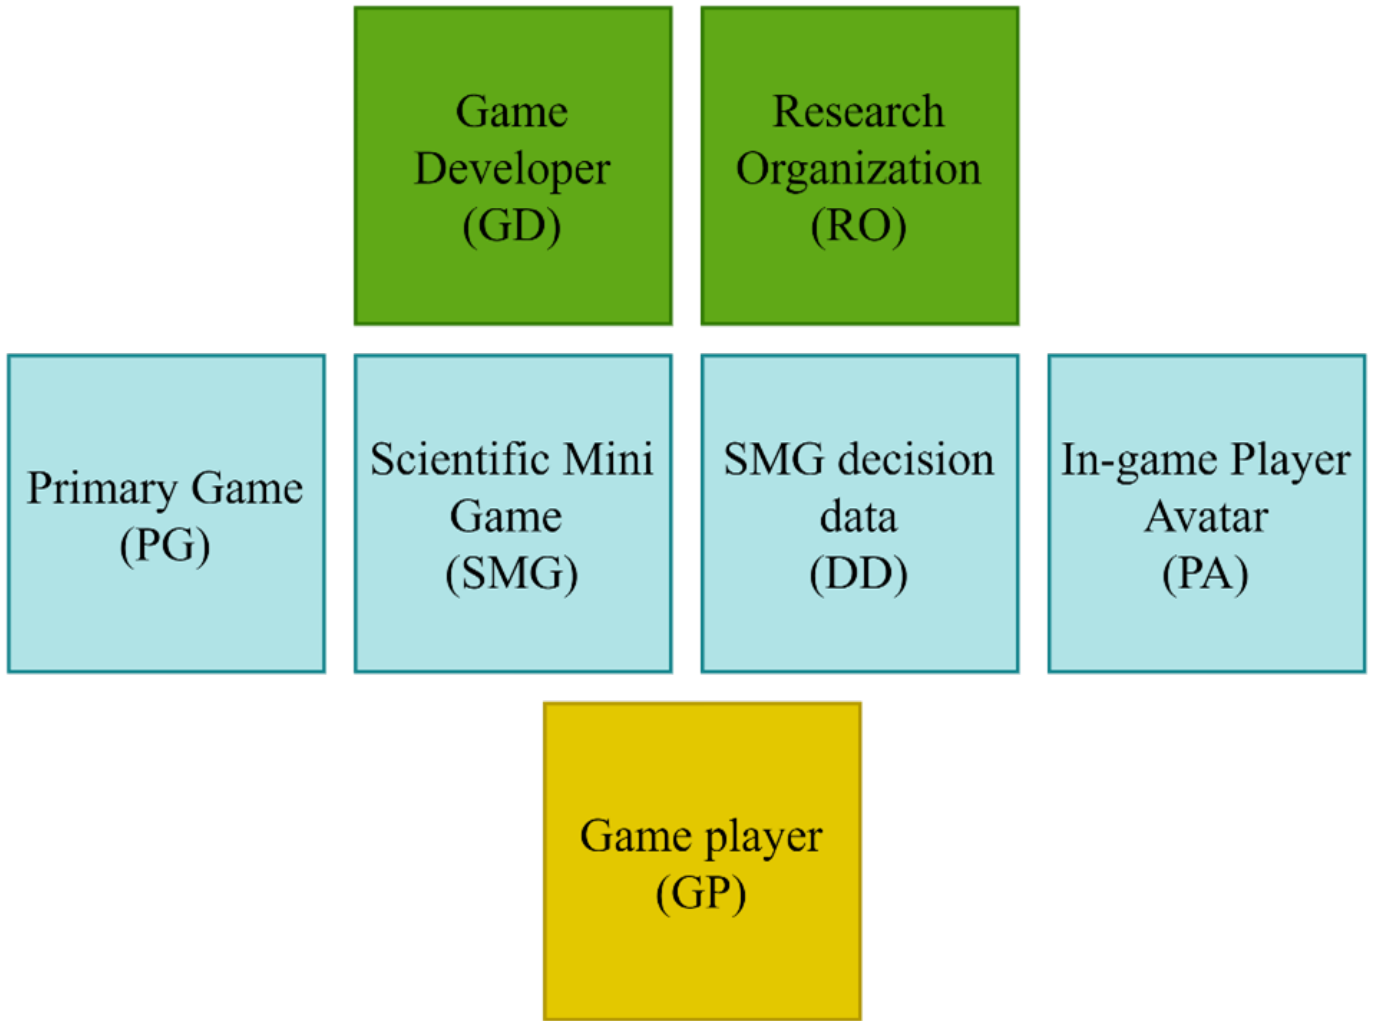 Game
Developer
(GD)
Research
Organization
(RO)
Primary Game
(PG)
Scientific Mini
Game
(SMG)
SMG decision
data
(DD)
In-game Player
Avatar
(PA)
Game player
(GP)